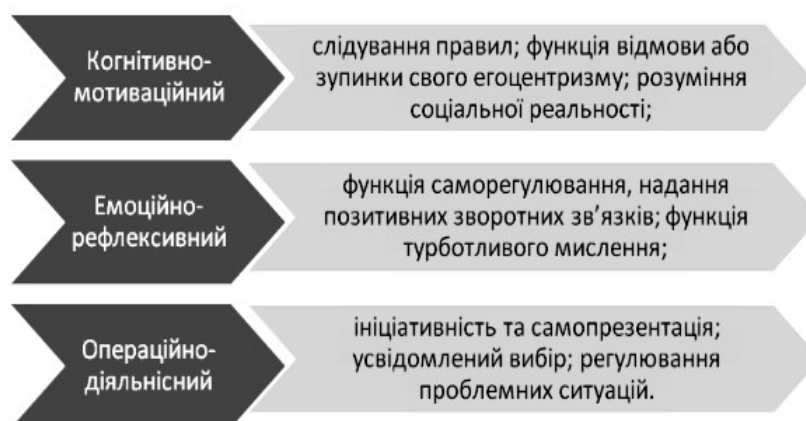 Когнітивно-
мотиваційний
слідування правил; функція відмови або
зупинки свого егоцентризму; розуміння
соціальної реальності;
Емоційно-
рефлексивний
функція саморегулювання, надання
позитивних зворотних зв’язків; функція
турботливого мислення;
Операційно-
діяльнісний
ініціативність та самопрезентація;
усвідомлений вибір; регулювання
проблемних ситуацій.